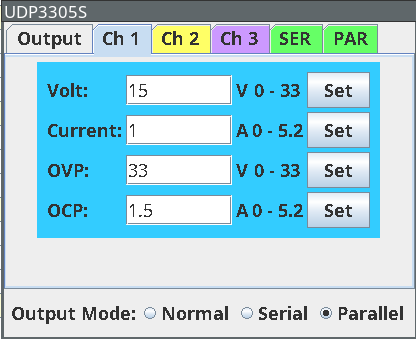 UDP3305S
Output Ch 1 Ch 2 Ch 3 SER PAR
Volt: 15 V 0 - 33 Set
Current: 1 A 0 - 5.2 Set
OVP: 33 V 0 - 33 Set
OCP: 1.5 A 0 - 5.2 Set
Output Mode: Normal Serial Parallel